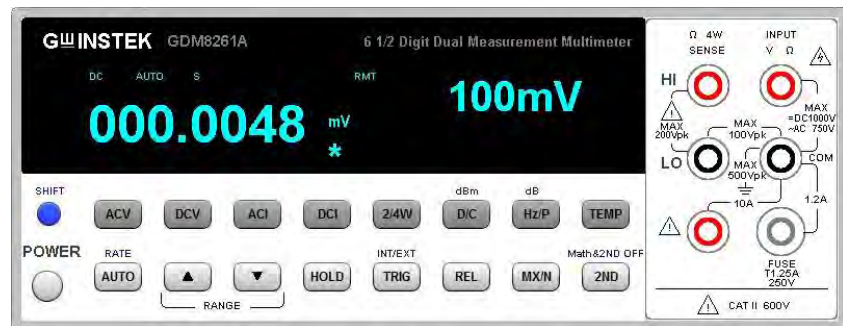 GWINSTEK GDM8261A 6 1/2 Digit Dual Measurement Multimeter
DC AUTO S RMT
000.0048 mV 100mV
*
SHIFT dBm dB
ACV DCV ACI DCI 2/4W D/C Hz/P TEMP
POWER RATE INT/EXT Math&2ND OFF
AUTO ▲ ▼ HOLD TRIG REL MX/N 2ND
RANGE
Ω 4W INPUT
SENSE V Ω
HI
MAX
MAX =DC1000V
MAX 200Vpk MAX 100Vpk ~AC 750V
LO MAX 500Vpk COM
10A 1.2A
FUSE
T1.25A
250V
CAT II 600V